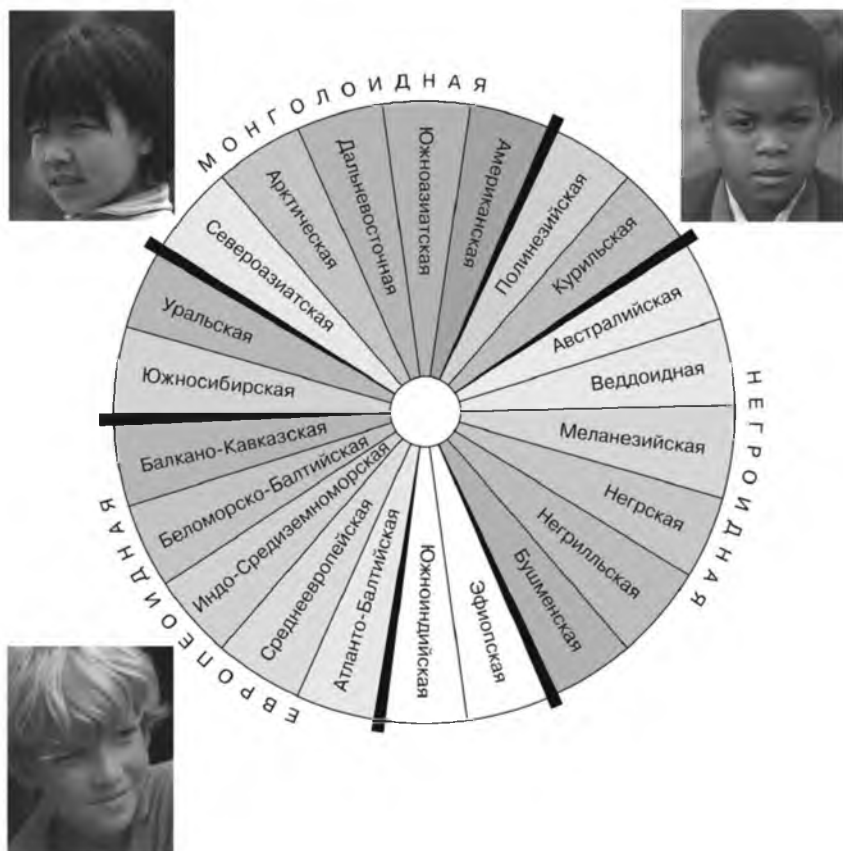 МОНГОЛОИДНАЯ
Североазиатская
Арктическая
Дальневосточная
Южноазиатская
Американская
Полинезийская
Курильская
НЕГРОИДНАЯ
Австралийская
Веддоидная
Меланезийская
Негрская
Негрилльская
Бушменская
Эфиопская
Южноиндийская
ЕВРОПЕОИДНАЯ
Атланто-Балтийская
Среднеевропейская
Индо-Средиземноморская
Беломорско-Балтийская
Балкано-Кавказская
Южносибирская
Уральская